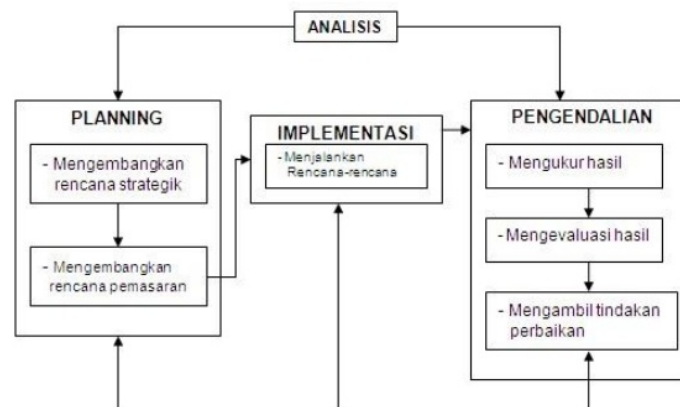 ANALISIS
PLANNING
- Mengembangkan
rencana strategik
- Mengembangkan
rencana pemasaran
IMPLEMENTASI
- Menjalankan
Rencana-rencana
PENGENDALIAN
- Mengukur hasil
- Mengevaluasi hasil
- Mengambil tindakan
perbaikan